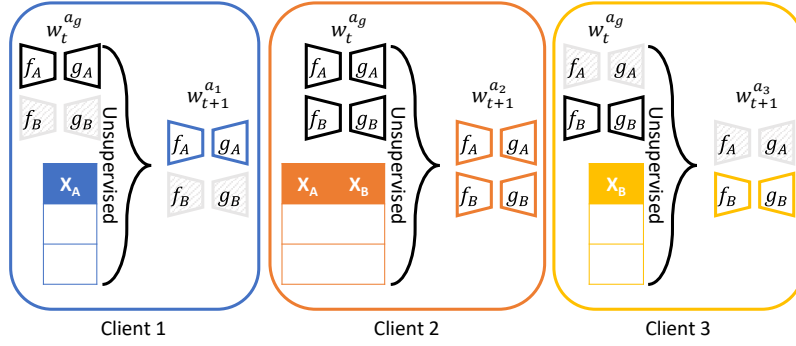 w_t^{a_g}
f_A g_A
f_B g_B
X_A
Unsupervised
w_{t+1}^{a_1}
f_A g_A
f_B g_B
Client 1
w_t^{a_g}
f_A g_A
f_B g_B
X_A X_B
Unsupervised
w_{t+1}^{a_2}
f_A g_A
f_B g_B
Client 2
w_t^{a_g}
f_A g_A
f_B g_B
X_B
Unsupervised
w_{t+1}^{a_3}
f_A g_A
f_B g_B
Client 3